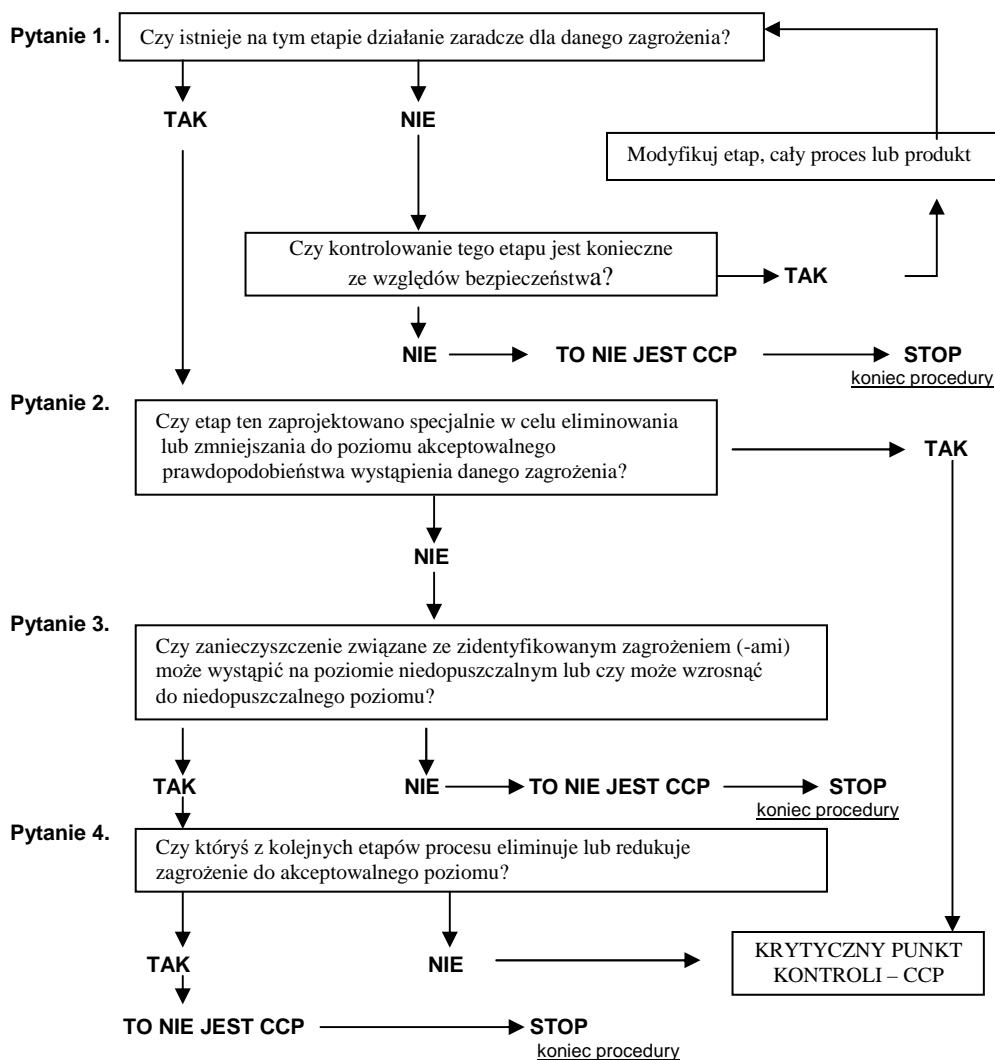 Pytanie 1.
Czy istnieje na tym etapie działanie zaradcze dla danego zagrożenia?
TAK
NIE
Modyfikuj etap, cały proces lub produkt
Czy kontrolowanie tego etapu jest konieczne
ze względów bezpieczeństwa?
TAK
NIE
TO NIE JEST CCP
STOP
koniec procedury
Pytanie 2.
Czy etap ten zaprojektowano specjalnie w celu eliminowania
lub zmniejszania do poziomu akceptowalnego
prawdopodobieństwa wystąpienia danego zagrożenia?
TAK
NIE
Pytanie 3.
Czy zanieczyszczenie związane ze zidentyfikowanym zagrożeniem (-ami)
może wystąpić na poziomie niedopuszczalnym lub czy może wzrosnąć
do niedopuszczalnego poziomu?
TAK
NIE
TO NIE JEST CCP
STOP
koniec procedury
Pytanie 4.
Czy któryś z kolejnych etapów procesu eliminuje lub redukuje
zagrożenie do akceptowalnego poziomu?
TAK
NIE
KRYTYCZNY PUNKT
KONTROLI – CCP
TO NIE JEST CCP
STOP
koniec procedury